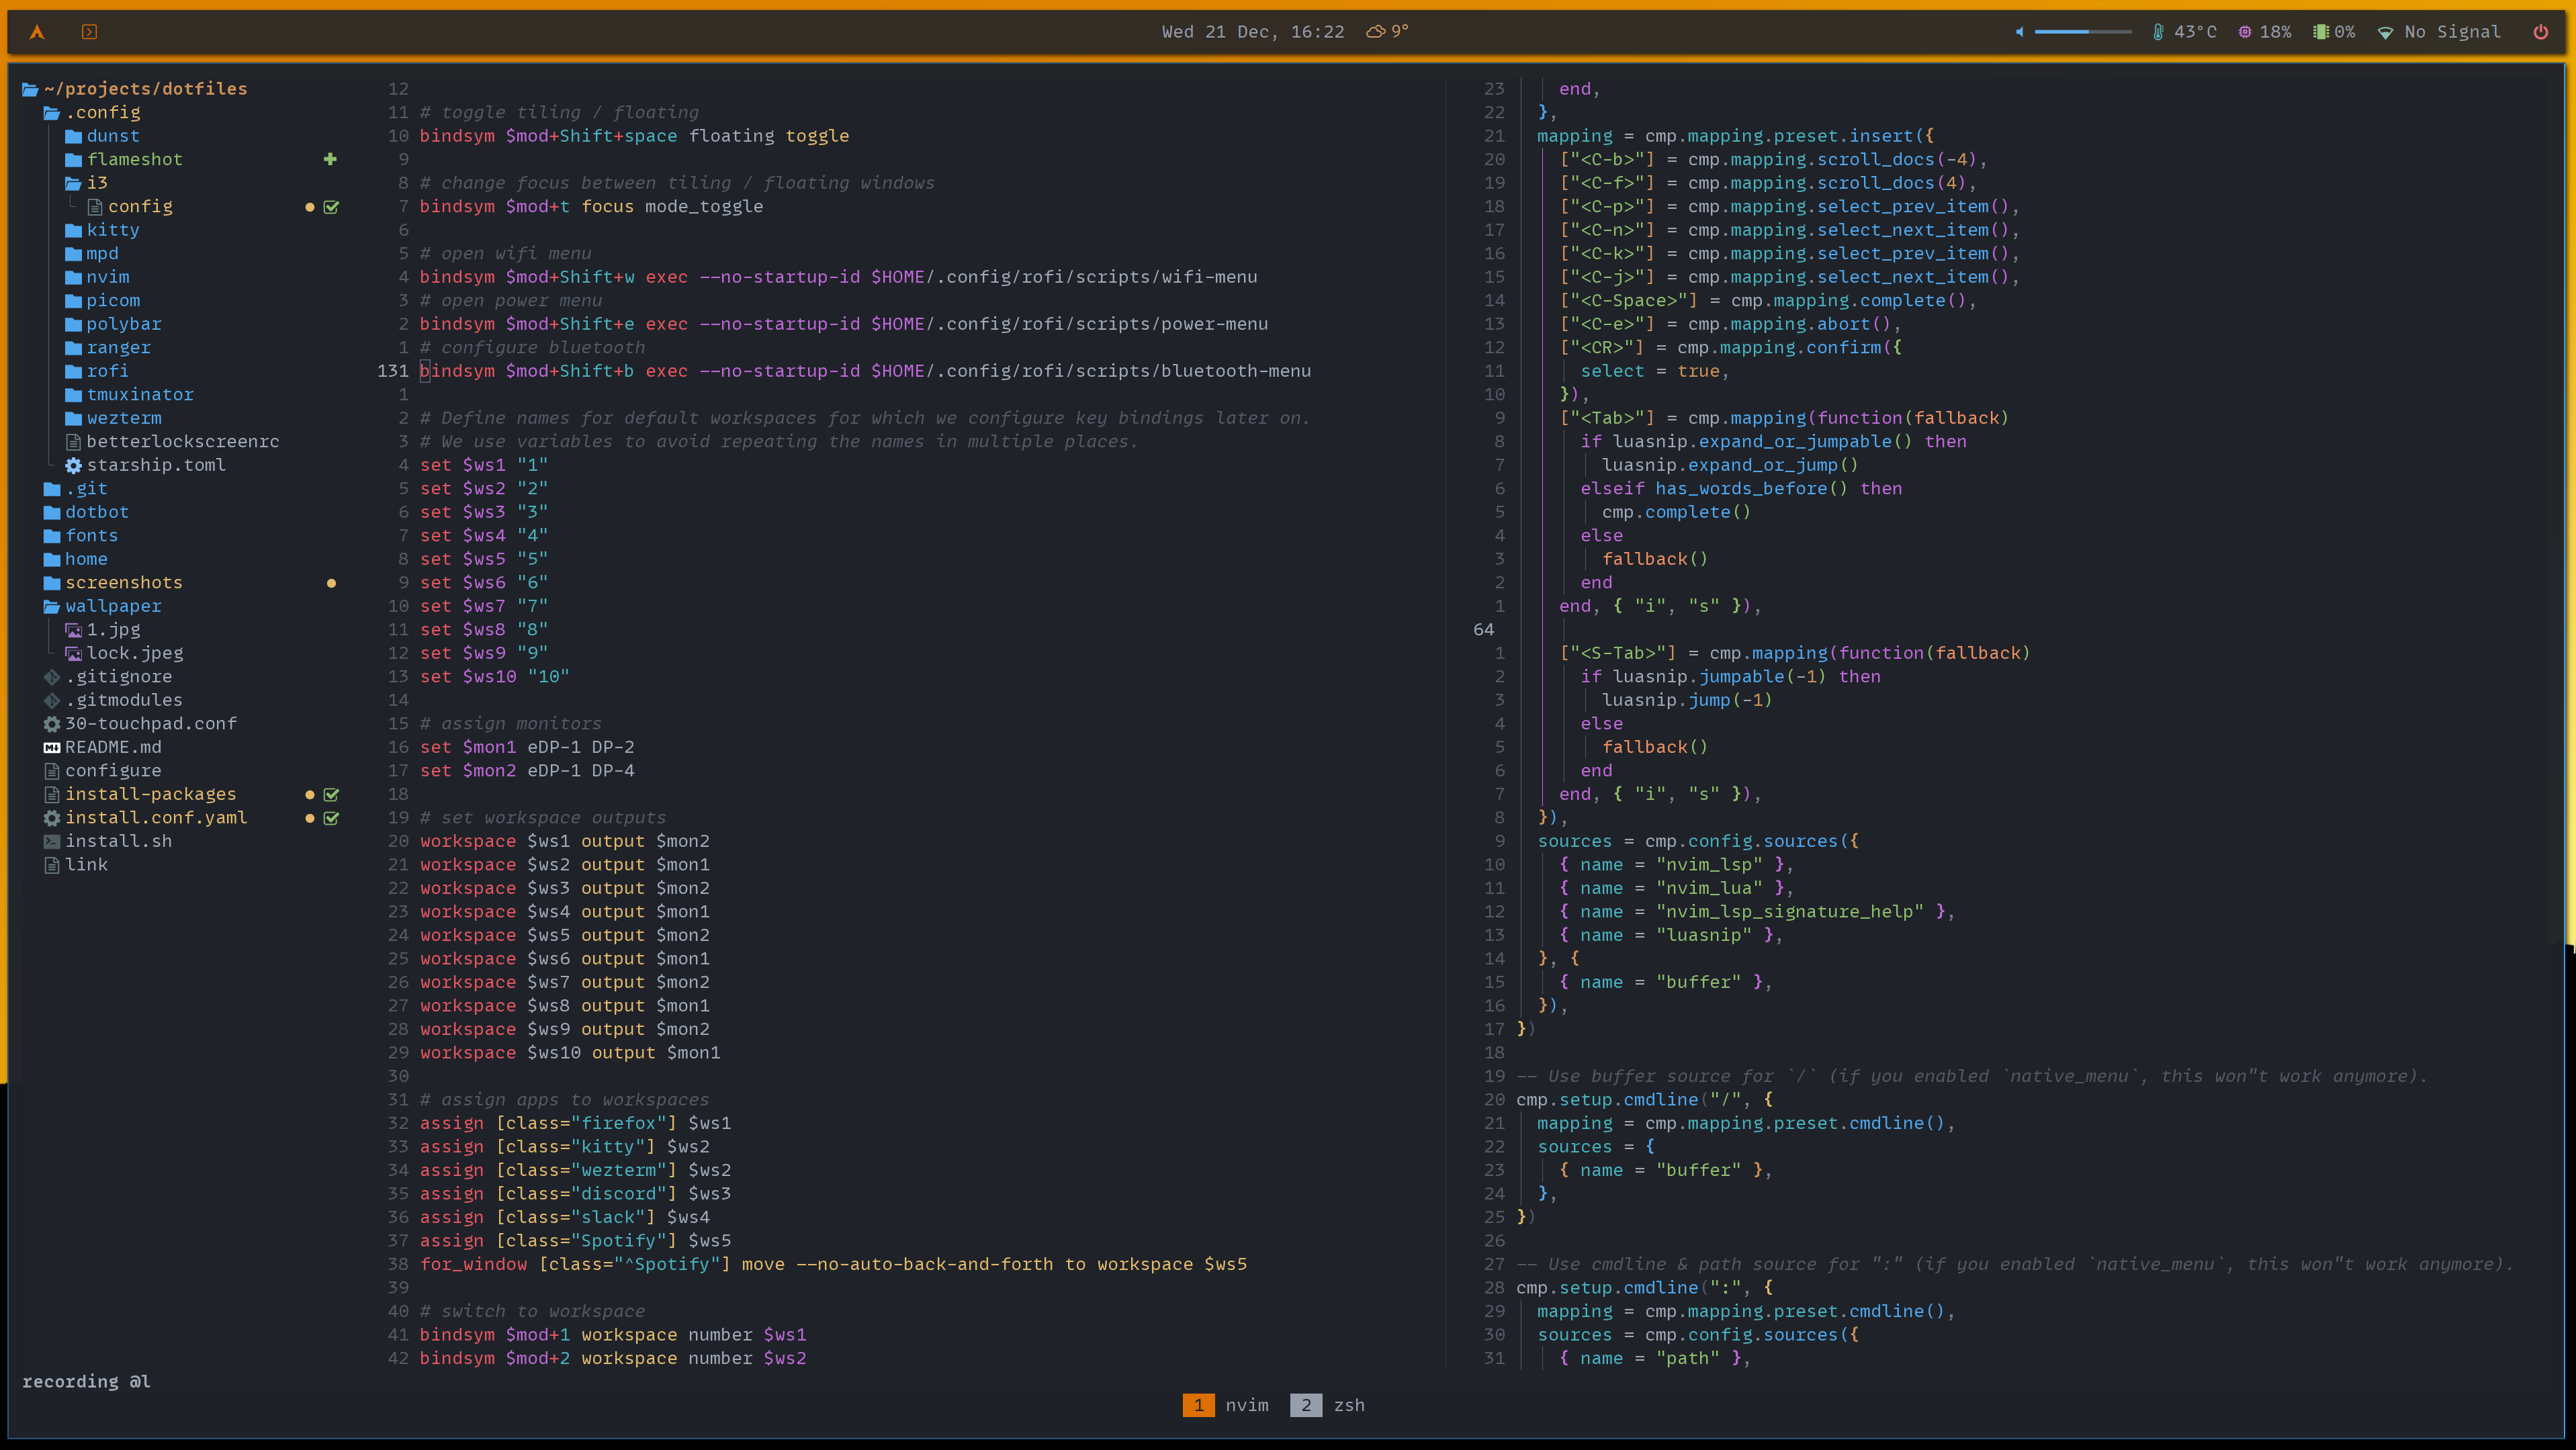 Wed 21 Dec, 16:22 9°
43°C 18% 0% No Signal
~/projects/dotfiles
.config
dunst
flameshot
i3
config
kitty
mpd
nvim
picom
polybar
ranger
rofi
tmuxinator
wezterm
betterlockscreenrc
starship.toml
.git
dotbot
fonts
home
screenshots
wallpaper
1.jpg
lock.jpeg
.gitignore
.gitmodules
30-touchpad.conf
README.md
configure
install-packages
install.conf.yaml
install.sh
link
12
11 # toggle tiling / floating
10 bindsym $mod+Shift+space floating toggle
9
8 # change focus between tiling / floating windows
7 bindsym $mod+t focus mode_toggle
6
5 # open wifi menu
4 bindsym $mod+Shift+w exec --no-startup-id $HOME/.config/rofi/scripts/wifi-menu
3 # open power menu
2 bindsym $mod+Shift+e exec --no-startup-id $HOME/.config/rofi/scripts/power-menu
1 # configure bluetooth
131 bindsym $mod+Shift+b exec --no-startup-id $HOME/.config/rofi/scripts/bluetooth-menu
1
2 # Define names for default workspaces for which we configure key bindings later on.
3 # We use variables to avoid repeating the names in multiple places.
4 set $ws1 "1"
5 set $ws2 "2"
6 set $ws3 "3"
7 set $ws4 "4"
8 set $ws5 "5"
9 set $ws6 "6"
10 set $ws7 "7"
11 set $ws8 "8"
12 set $ws9 "9"
13 set $ws10 "10"
14
15 # assign monitors
16 set $mon1 eDP-1 DP-2
17 set $mon2 eDP-1 DP-4
18
19 # set workspace outputs
20 workspace $ws1 output $mon2
21 workspace $ws2 output $mon1
22 workspace $ws3 output $mon2
23 workspace $ws4 output $mon1
24 workspace $ws5 output $mon2
25 workspace $ws6 output $mon1
26 workspace $ws7 output $mon2
27 workspace $ws8 output $mon1
28 workspace $ws9 output $mon2
29 workspace $ws10 output $mon1
30
31 # assign apps to workspaces
32 assign [class="firefox"] $ws1
33 assign [class="kitty"] $ws2
34 assign [class="wezterm"] $ws2
35 assign [class="discord"] $ws3
36 assign [class="slack"] $ws4
37 assign [class="Spotify"] $ws5
38 for_window [class="^Spotify"] move --no-auto-back-and-forth to workspace $ws5
39
40 # switch to workspace
41 bindsym $mod+1 workspace number $ws1
42 bindsym $mod+2 workspace number $ws2
23 end,
22 },
21 mapping = cmp.mapping.preset.insert({
20 ["<C-b>"] = cmp.mapping.scroll_docs(-4),
19 ["<C-f>"] = cmp.mapping.scroll_docs(4),
18 ["<C-p>"] = cmp.mapping.select_prev_item(),
17 ["<C-n>"] = cmp.mapping.select_next_item(),
16 ["<C-k>"] = cmp.mapping.select_prev_item(),
15 ["<C-j>"] = cmp.mapping.select_next_item(),
14 ["<C-Space>"] = cmp.mapping.complete(),
13 ["<C-e>"] = cmp.mapping.abort(),
12 ["<CR>"] = cmp.mapping.confirm({
11 select = true,
10 }),
9 ["<Tab>"] = cmp.mapping(function(fallback)
8 if luasnip.expand_or_jumpable() then
7 luasnip.expand_or_jump()
6 elseif has_words_before() then
5 cmp.complete()
4 else
3 fallback()
2 end
1 end, { "i", "s" }),
64
1 ["<S-Tab>"] = cmp.mapping(function(fallback)
2 if luasnip.jumpable(-1) then
3 luasnip.jump(-1)
4 else
5 fallback()
6 end
7 end, { "i", "s" }),
8 }),
9 sources = cmp.config.sources({
10 { name = "nvim_lsp" },
11 { name = "nvim_lua" },
12 { name = "nvim_lsp_signature_help" },
13 { name = "luasnip" },
14 }, {
15 { name = "buffer" },
16 }),
17 })
18
19 -- Use buffer source for `/` (if you enabled `native_menu`, this won"t work anymore).
20 cmp.setup.cmdline("/", {
21 mapping = cmp.mapping.preset.cmdline(),
22 sources = {
23 { name = "buffer" },
24 },
25 })
26
27 -- Use cmdline & path source for ":" (if you enabled `native_menu`, this won"t work anymore).
28 cmp.setup.cmdline(":", {
29 mapping = cmp.mapping.preset.cmdline(),
30 sources = cmp.config.sources({
31 { name = "path" },
recording @l
1 nvim 2 zsh